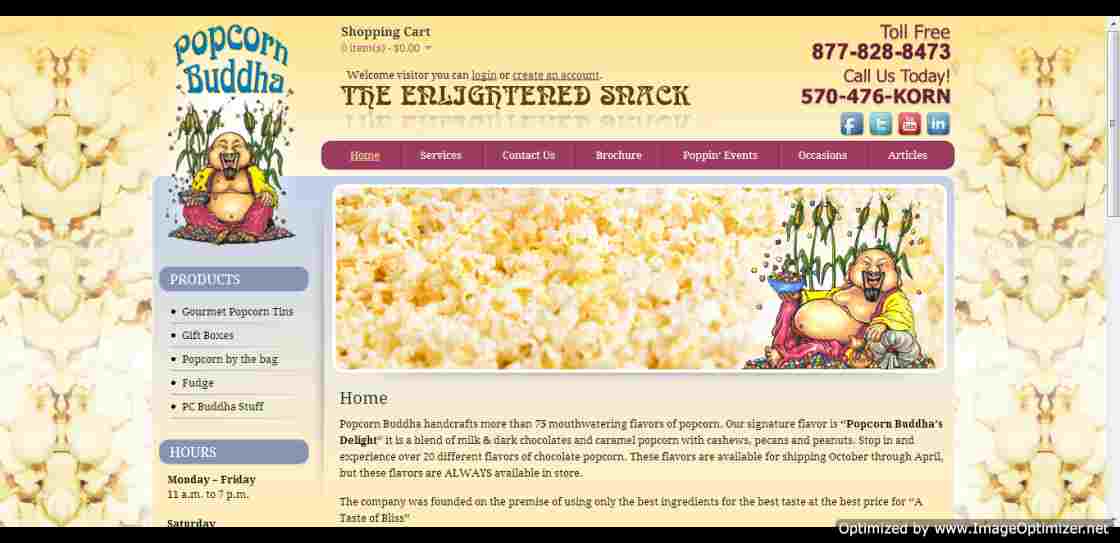 popcorn
Buddha
Shopping Cart
0 item(s) - $0.00
Welcome visitor you can login or create an account.
THE ENLIGHTENED SNACK
Toll Free
877-828-8473
Call Us Today!
570-476-KORN
Home
Services
Contact Us
Brochure
Poppin' Events
Occasions
Articles
PRODUCTS
Gourmet Popcorn Tins
Gift Boxes
Popcorn by the bag
Fudge
PC Buddha Stuff
HOURS
Monday – Friday
11 a.m. to 7 p.m.
Saturday
Home
Popcorn Buddha handcrafts more than 75 mouthwatering flavors of popcorn. Our signature flavor is “Popcorn Buddha's
Delight” it is a blend of milk & dark chocolates and caramel popcorn with cashews, pecans and peanuts. Stop in and
experience over 20 different flavors of chocolate popcorn. These flavors are available for shipping October through April,
but these flavors are ALWAYS available in store.
The company was founded on the premise of using only the best ingredients for the best taste at the best price for “A
Taste of Bliss”
Optimized by www.ImageOptimizer.net